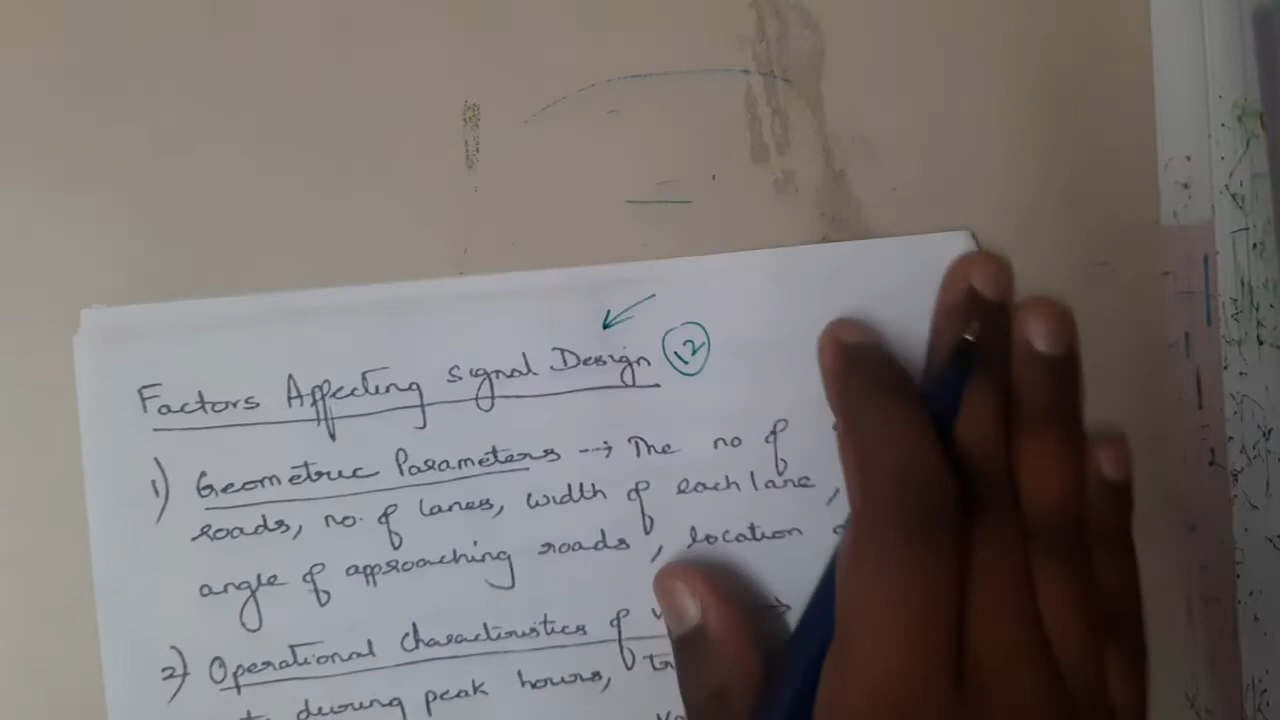 Factors Affecting Signal Design 12
1) Geometric Parameters --> The no of
roads, no. of lanes, width of each lane,
angle of approaching roads, location
2) Operational characteristics of
during peak hours,